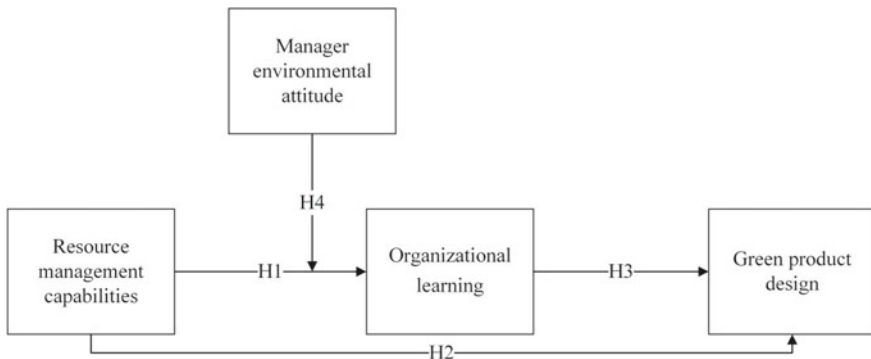 Manager
environmental
attitude
H4
Resource
management
capabilities
H1
Organizational
learning
H3
Green product
design
H2